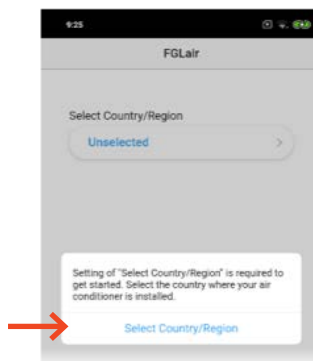 9:25
FGLair
Select Country/Region
Unselected
Setting of "Select Country/Region" is required to
get started. Select the country where your air
conditioner is installed.
Select Country/Region